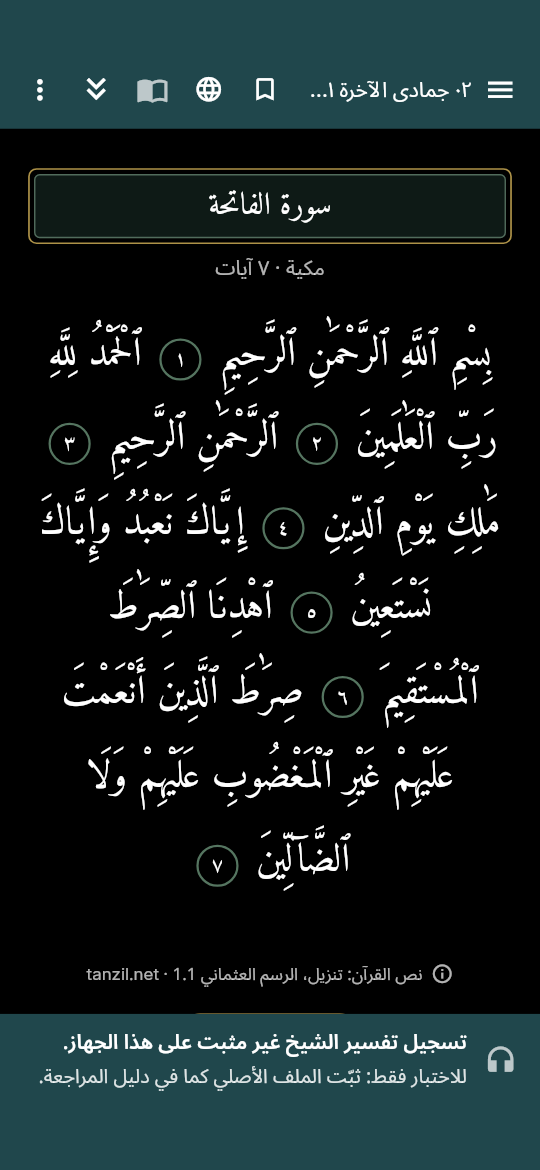 ٠٢ جمادى الآخرة ١...
سورة الفاتحة
مكية · ٧ آيات
بِسْمِ ٱللَّهِ ٱلرَّحْمَٰنِ ٱلرَّحِيمِ ١ ٱلْحَمْدُ لِلَّهِ
رَبِّ ٱلْعَٰلَمِينَ ٢ ٱلرَّحْمَٰنِ ٱلرَّحِيمِ ٣
مَٰلِكِ يَوْمِ ٱلدِّينِ ٤ إِيَّاكَ نَعْبُدُ وَإِيَّاكَ
نَسْتَعِينُ ٥ ٱهْدِنَا ٱلصِّرَٰطَ
ٱلْمُسْتَقِيمَ ٦ صِرَٰطَ ٱلَّذِينَ أَنْعَمْتَ
عَلَيْهِمْ غَيْرِ ٱلْمَغْضُوبِ عَلَيْهِمْ وَلَا
ٱلضَّآلِّينَ ٧
نص القرآن: تنزيل، الرسم العثماني 1.1 · tanzil.net
تسجيل تفسير الشيخ غير مثبت على هذا الجهاز.
للاختبار فقط: ثبّت الملف الأصلي كما في دليل المراجعة.